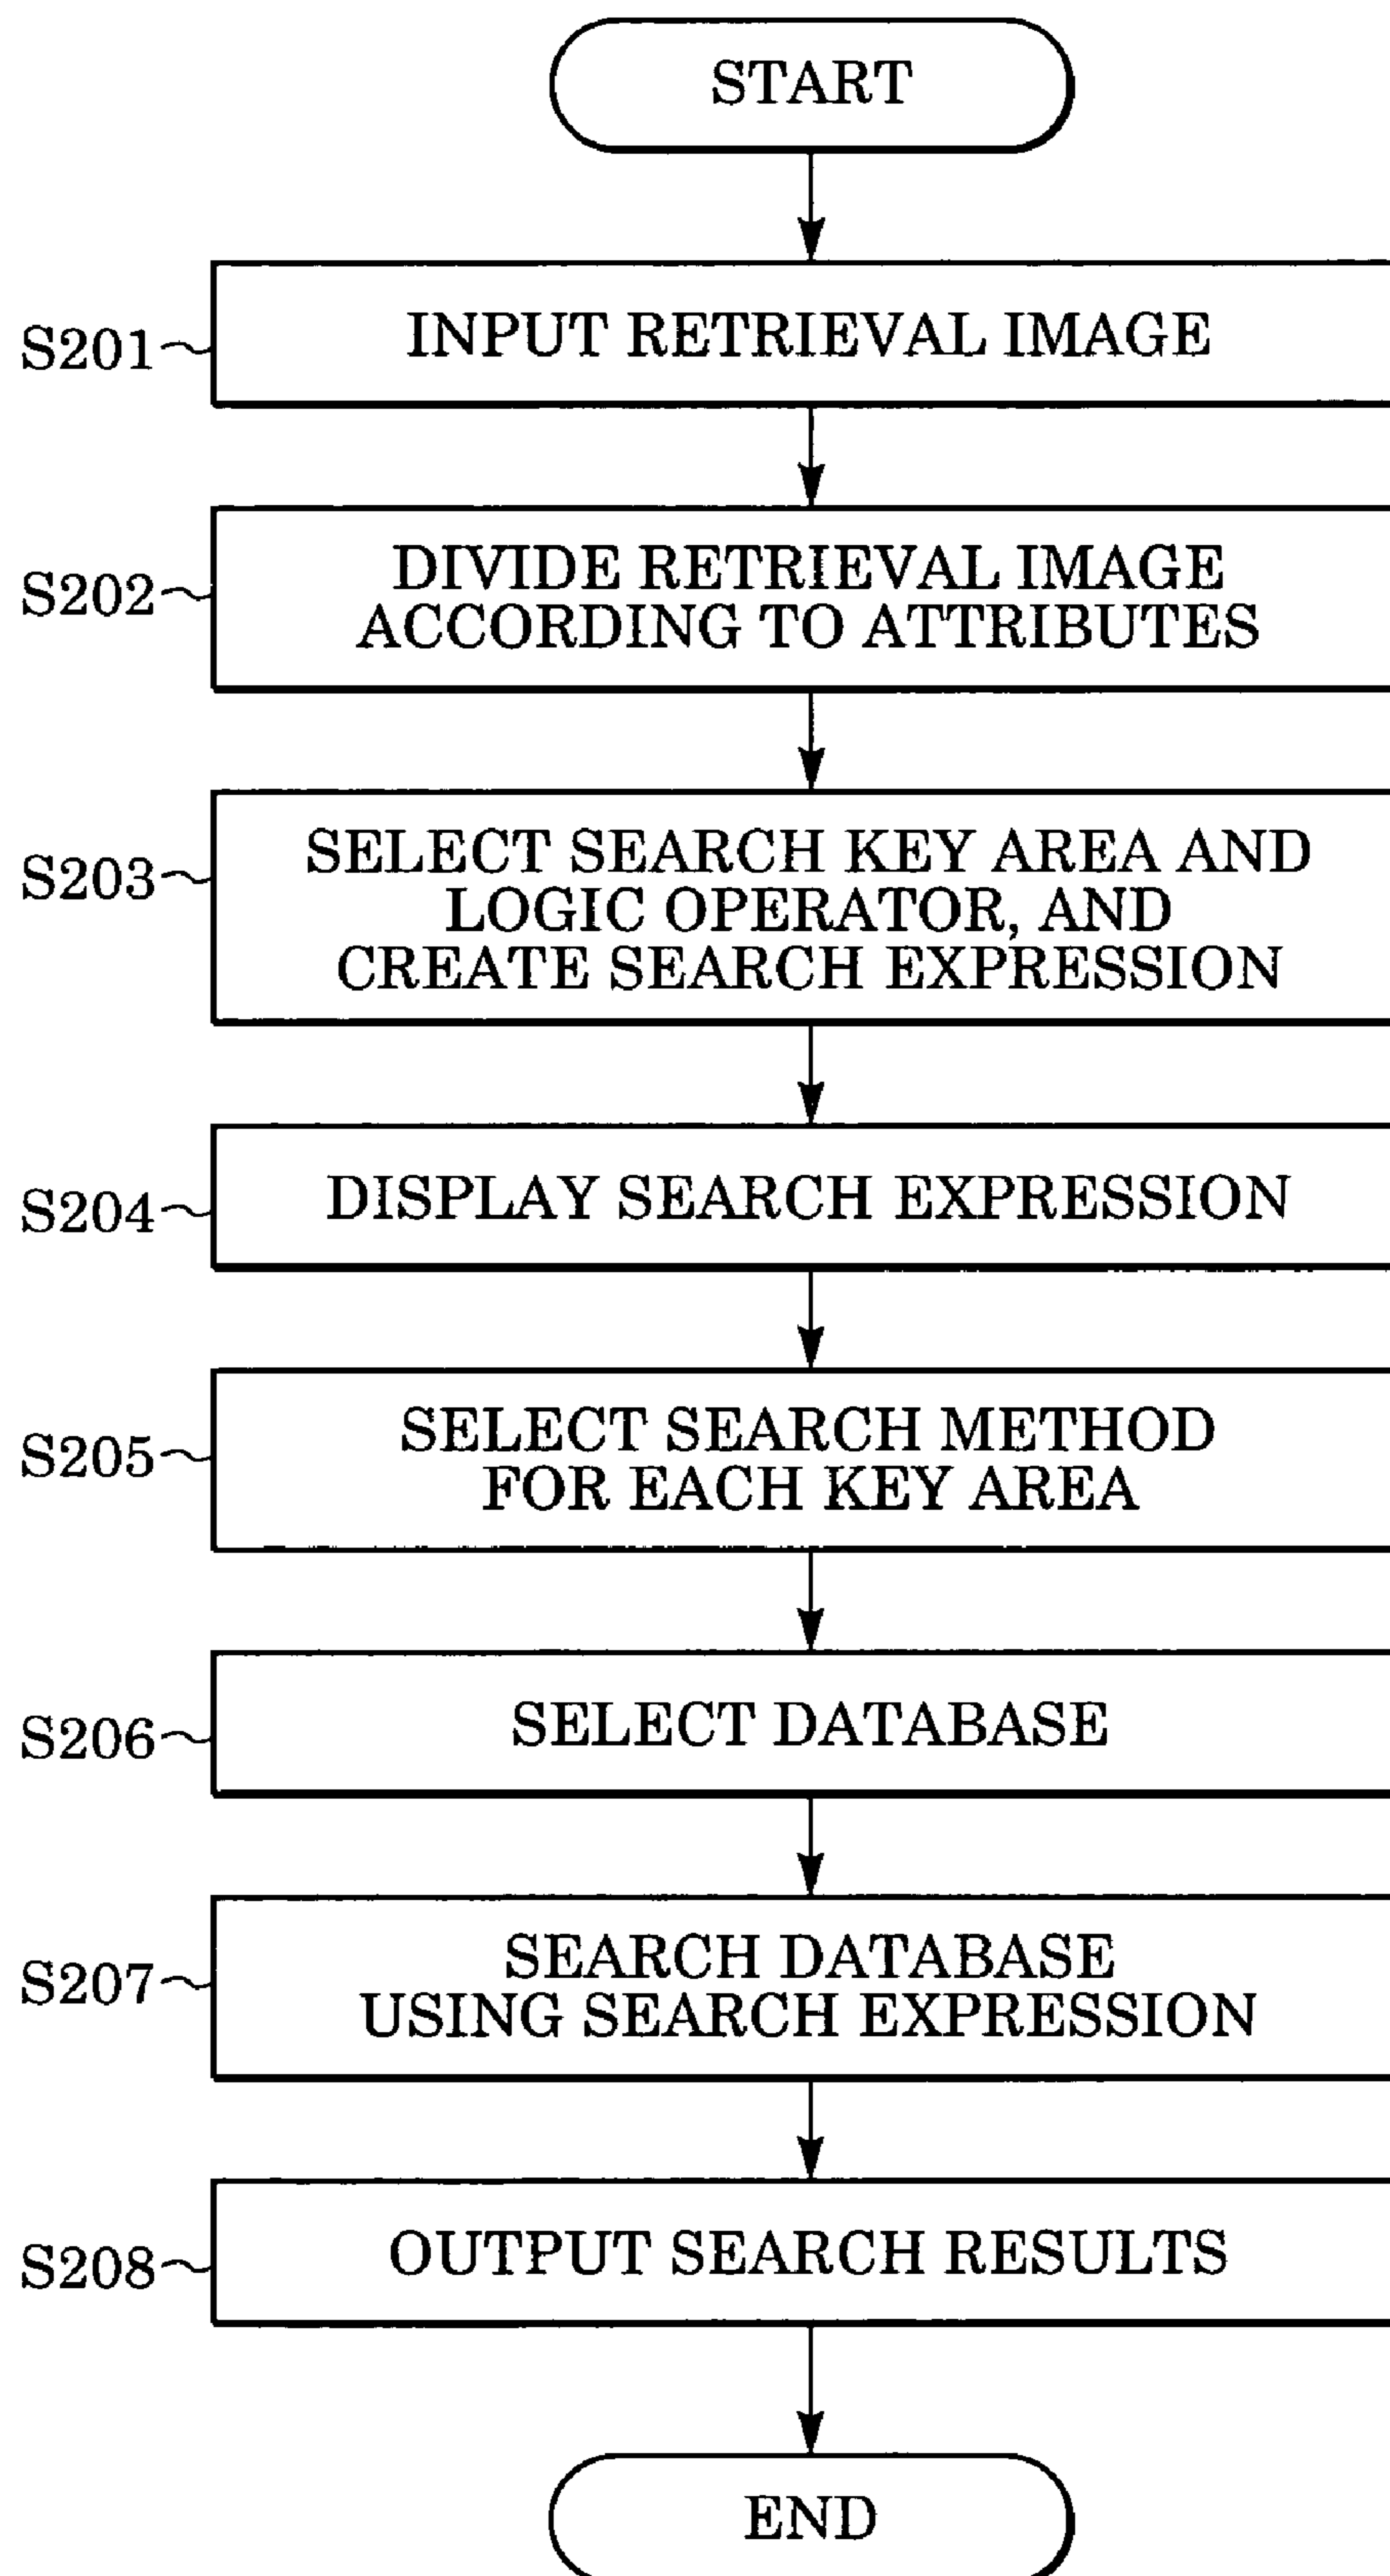 START
S201
INPUT RETRIEVAL IMAGE
S202
DIVIDE RETRIEVAL IMAGE
ACCORDING TO ATTRIBUTES
S203
SELECT SEARCH KEY AREA AND
LOGIC OPERATOR, AND
CREATE SEARCH EXPRESSION
S204
DISPLAY SEARCH EXPRESSION
S205
SELECT SEARCH METHOD
FOR EACH KEY AREA
S206
SELECT DATABASE
S207
SEARCH DATABASE
USING SEARCH EXPRESSION
S208
OUTPUT SEARCH RESULTS
END